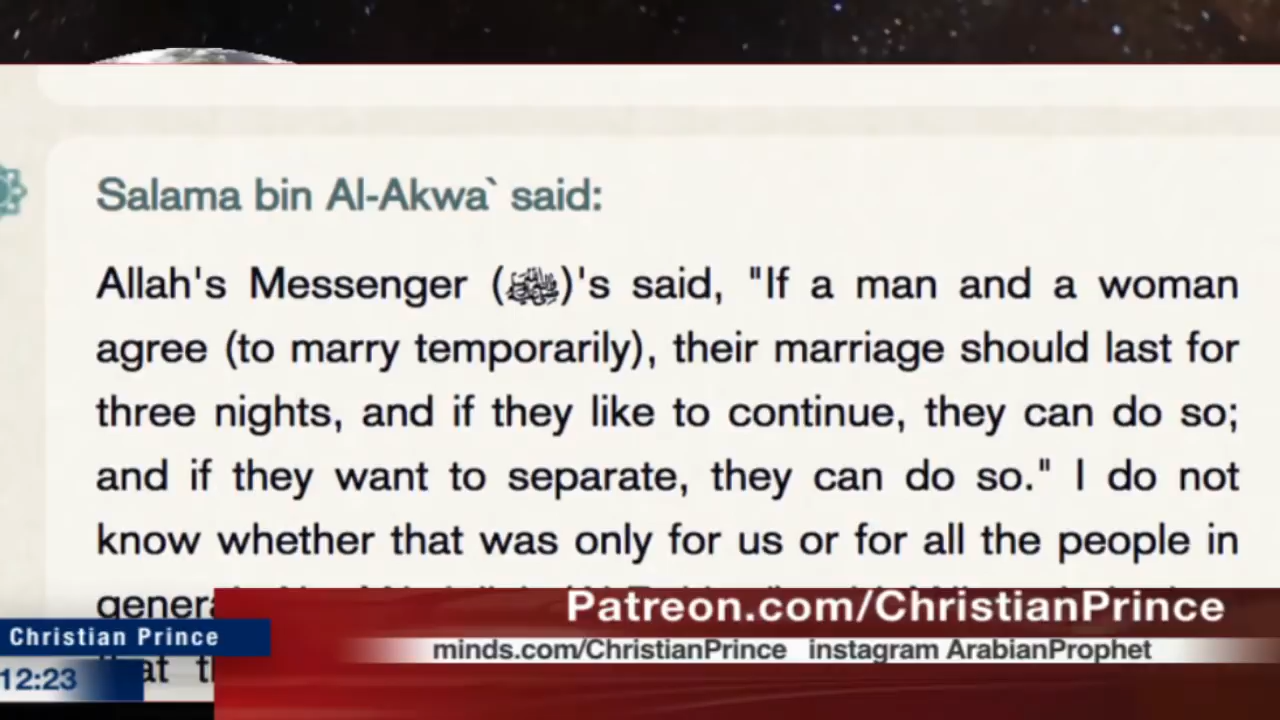 Salama bin Al-Akwa` said:
Allah's Messenger (ﷺ)'s said, "If a man and a woman
agree (to marry temporarily), their marriage should last for
three nights, and if they like to continue, they can do so;
and if they want to separate, they can do so." I do not
know whether that was only for us or for all the people in
Patreon.com/ChristianPrince
Christian Prince
minds.com/ChristianPrince instagram ArabianProphet
12:23